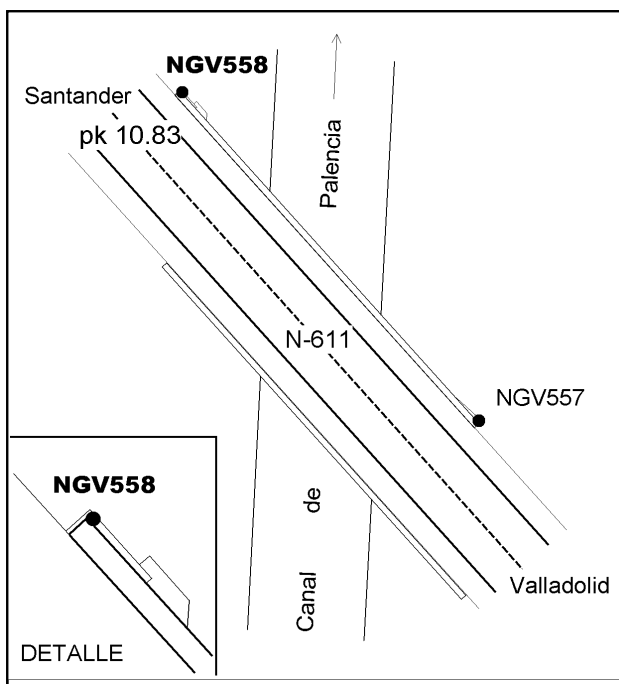 NGV558
Santander
pk 10.83
Palencia
N-611
NGV557
NGV558
Canal de
Valladolid
DETALLE